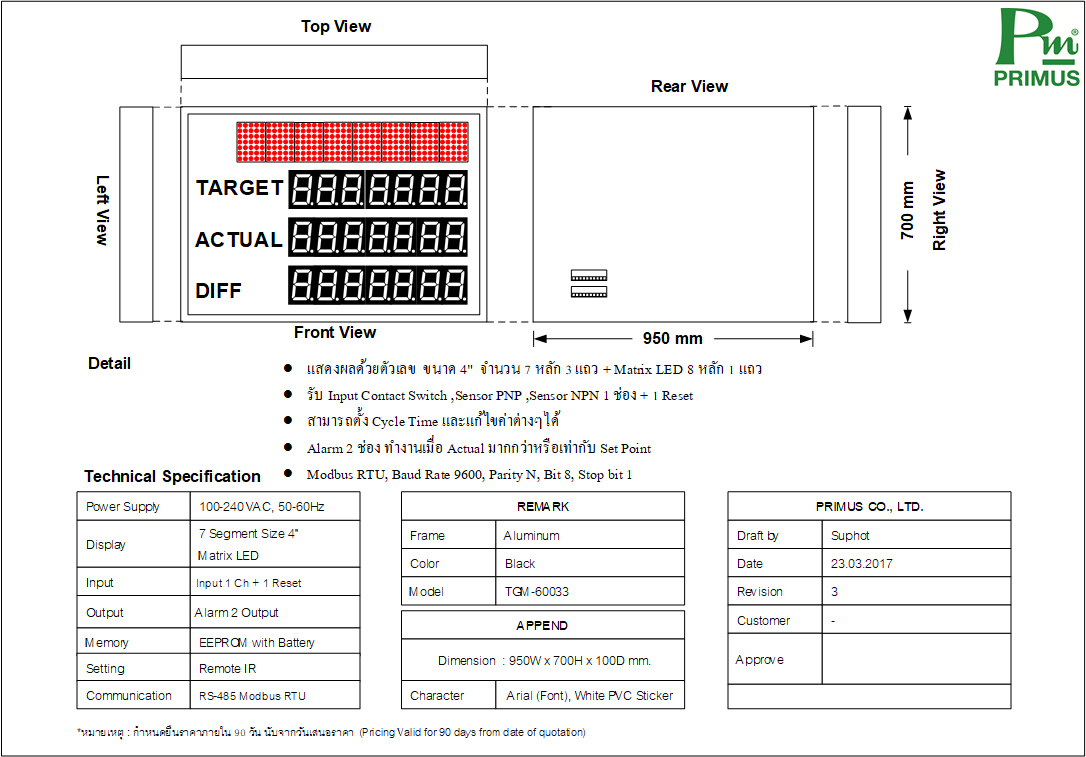 Top View
Pm®
PRIMUS
Rear View
Left View
TARGET 8888888
ACTUAL 8888888
DIFF 8888888
700 mm
Right View
Front View
950 mm
Detail
แสดงผลด้วยตัวเลข ขนาด 4" จำนวน 7 หลัก 3 แถว + Matrix LED 8 หลัก 1 แถว
รับ Input Contact Switch ,Sensor PNP ,Sensor NPN 1 ช่อง + 1 Reset
สามารถตั้ง Cycle Time และแก้ไขค่าต่างๆ ได้
Alarm 2 ช่อง ทำงานเมื่อ Actual มากกว่าหรือเท่ากับ Set Point
Modbus RTU, Baud Rate 9600, Parity N, Bit 8, Stop bit 1
Technical Specification
Power Supply 100-240VAC, 50-60Hz
Display 7 Segment Size 4"
Matrix LED
Input Input 1 Ch + 1 Reset
Output Alarm 2 Output
Memory EEPROM with Battery
Setting Remote IR
Communication RS-485 Modbus RTU
REMARK
Frame Aluminum
Color Black
Model TGM-60033
APPEND
Dimension : 950W x 700H x 100D mm.
Character Arial (Font), White PVC Sticker
PRIMUS CO., LTD.
Draft by Suphot
Date 23.03.2017
Revision 3
Customer -
Approve
*หมายเหตุ : กำหนดยืนราคาภายใน 90 วัน นับจากวันเสนอราคา (Pricing Valid for 90 days from date of quotation)